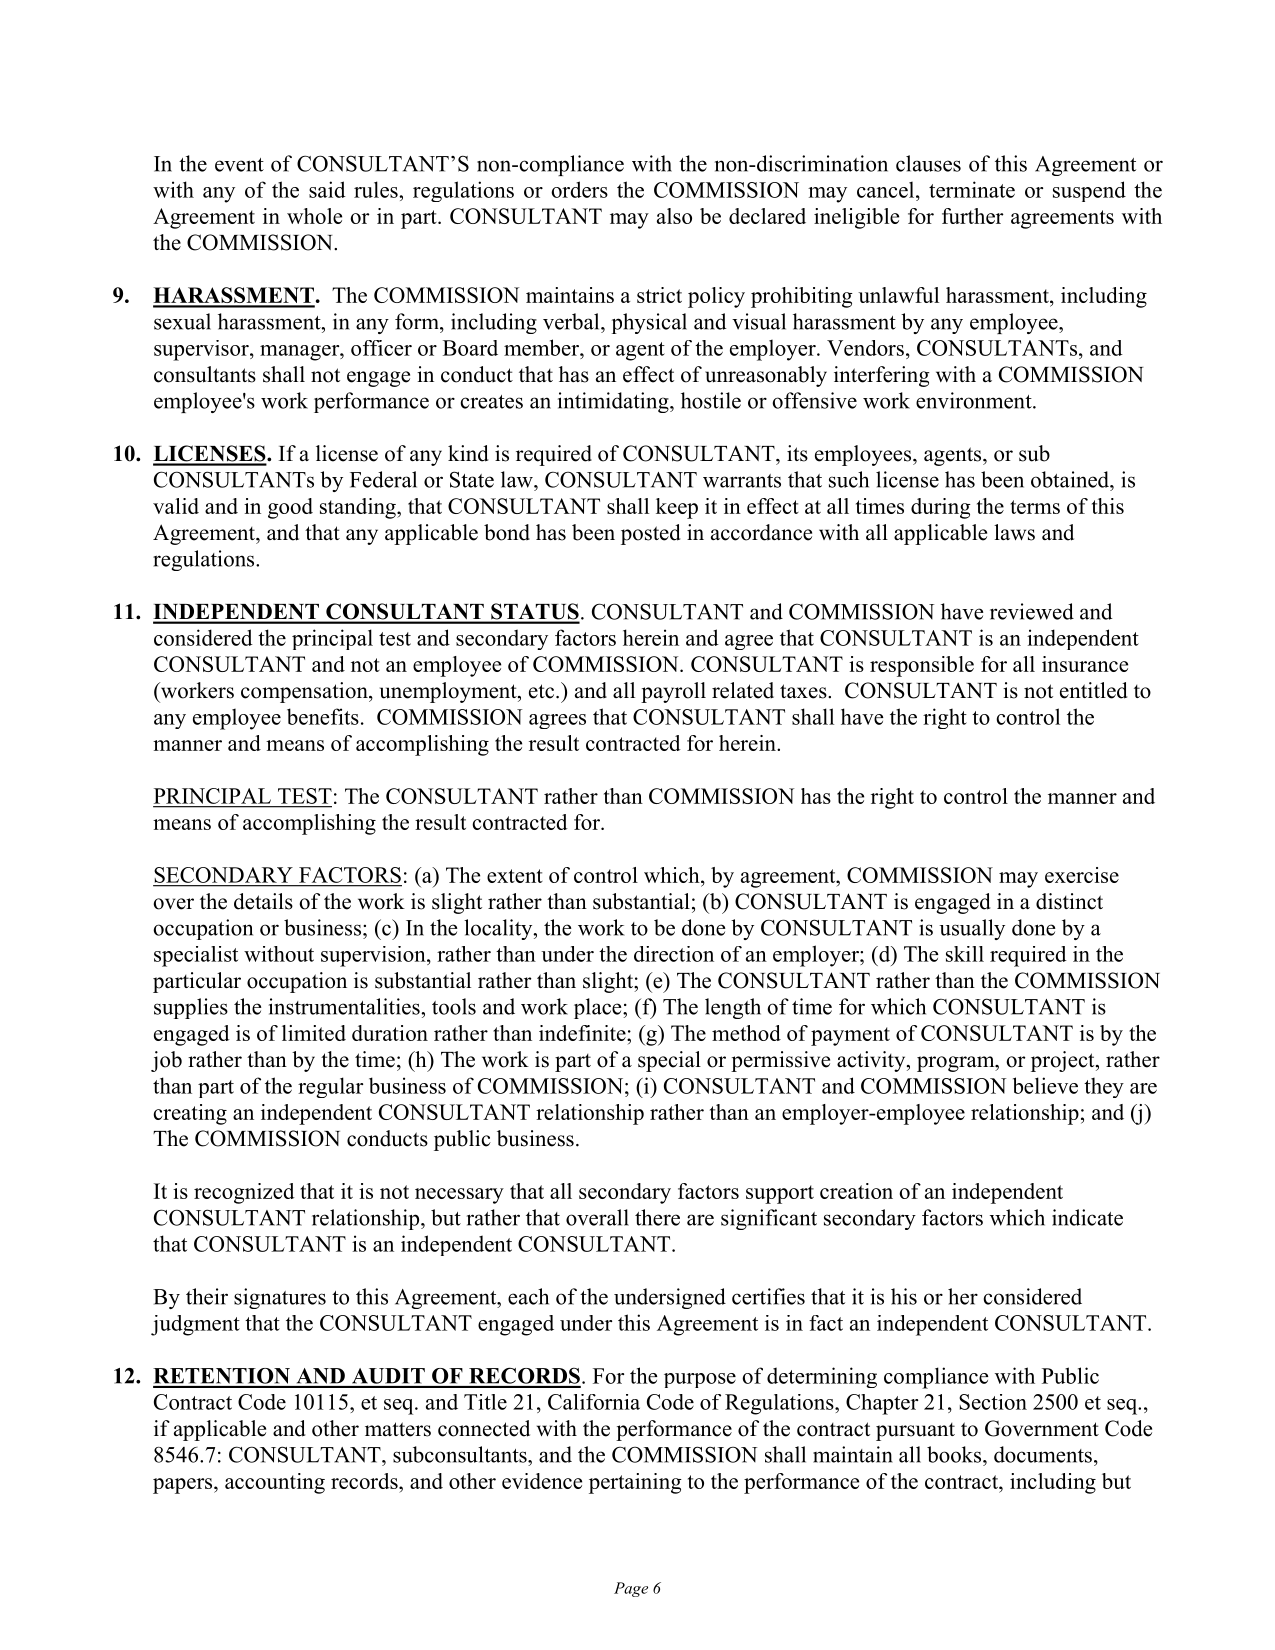 In the event of CONSULTANT’S non-compliance with the non-discrimination clauses of this Agreement or
with any of the said rules, regulations or orders the COMMISSION may cancel, terminate or suspend the
Agreement in whole or in part. CONSULTANT may also be declared ineligible for further agreements with
the COMMISSION.
9. HARASSMENT. The COMMISSION maintains a strict policy prohibiting unlawful harassment, including
sexual harassment, in any form, including verbal, physical and visual harassment by any employee,
supervisor, manager, officer or Board member, or agent of the employer. Vendors, CONSULTANTs, and
consultants shall not engage in conduct that has an effect of unreasonably interfering with a COMMISSION
employee's work performance or creates an intimidating, hostile or offensive work environment.
10. LICENSES. If a license of any kind is required of CONSULTANT, its employees, agents, or sub
CONSULTANTs by Federal or State law, CONSULTANT warrants that such license has been obtained, is
valid and in good standing, that CONSULTANT shall keep it in effect at all times during the terms of this
Agreement, and that any applicable bond has been posted in accordance with all applicable laws and
regulations.
11. INDEPENDENT CONSULTANT STATUS. CONSULTANT and COMMISSION have reviewed and
considered the principal test and secondary factors herein and agree that CONSULTANT is an independent
CONSULTANT and not an employee of COMMISSION. CONSULTANT is responsible for all insurance
(workers compensation, unemployment, etc.) and all payroll related taxes. CONSULTANT is not entitled to
any employee benefits. COMMISSION agrees that CONSULTANT shall have the right to control the
manner and means of accomplishing the result contracted for herein.
PRINCIPAL TEST: The CONSULTANT rather than COMMISSION has the right to control the manner and
means of accomplishing the result contracted for.
SECONDARY FACTORS: (a) The extent of control which, by agreement, COMMISSION may exercise
over the details of the work is slight rather than substantial; (b) CONSULTANT is engaged in a distinct
occupation or business; (c) In the locality, the work to be done by CONSULTANT is usually done by a
specialist without supervision, rather than under the direction of an employer; (d) The skill required in the
particular occupation is substantial rather than slight; (e) The CONSULTANT rather than the COMMISSION
supplies the instrumentalities, tools and work place; (f) The length of time for which CONSULTANT is
engaged is of limited duration rather than indefinite; (g) The method of payment of CONSULTANT is by the
job rather than by the time; (h) The work is part of a special or permissive activity, program, or project, rather
than part of the regular business of COMMISSION; (i) CONSULTANT and COMMISSION believe they are
creating an independent CONSULTANT relationship rather than an employer-employee relationship; and (j)
The COMMISSION conducts public business.
It is recognized that it is not necessary that all secondary factors support creation of an independent
CONSULTANT relationship, but rather that overall there are significant secondary factors which indicate
that CONSULTANT is an independent CONSULTANT.
By their signatures to this Agreement, each of the undersigned certifies that it is his or her considered
judgment that the CONSULTANT engaged under this Agreement is in fact an independent CONSULTANT.
12. RETENTION AND AUDIT OF RECORDS. For the purpose of determining compliance with Public
Contract Code 10115, et seq. and Title 21, California Code of Regulations, Chapter 21, Section 2500 et seq.,
if applicable and other matters connected with the performance of the contract pursuant to Government Code
8546.7: CONSULTANT, subconsultants, and the COMMISSION shall maintain all books, documents,
papers, accounting records, and other evidence pertaining to the performance of the contract, including but
Page 6